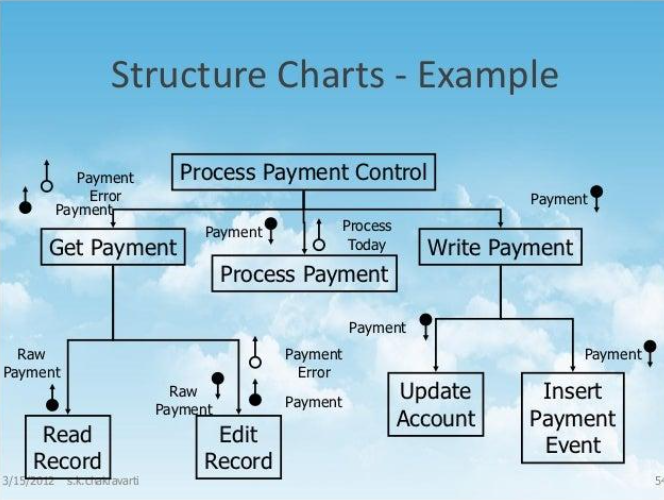 Structure Charts - Example
Process Payment Control
Payment
Error
Payment
Payment
Get Payment
Payment
Process
Today
Process Payment
Write Payment
Raw
Payment
Read
Record
Raw
Payment
Payment
Error
Payment
Edit
Record
Payment
Update
Account
Payment
Insert
Payment
Event
3/15/2012 s.k.chakravarti